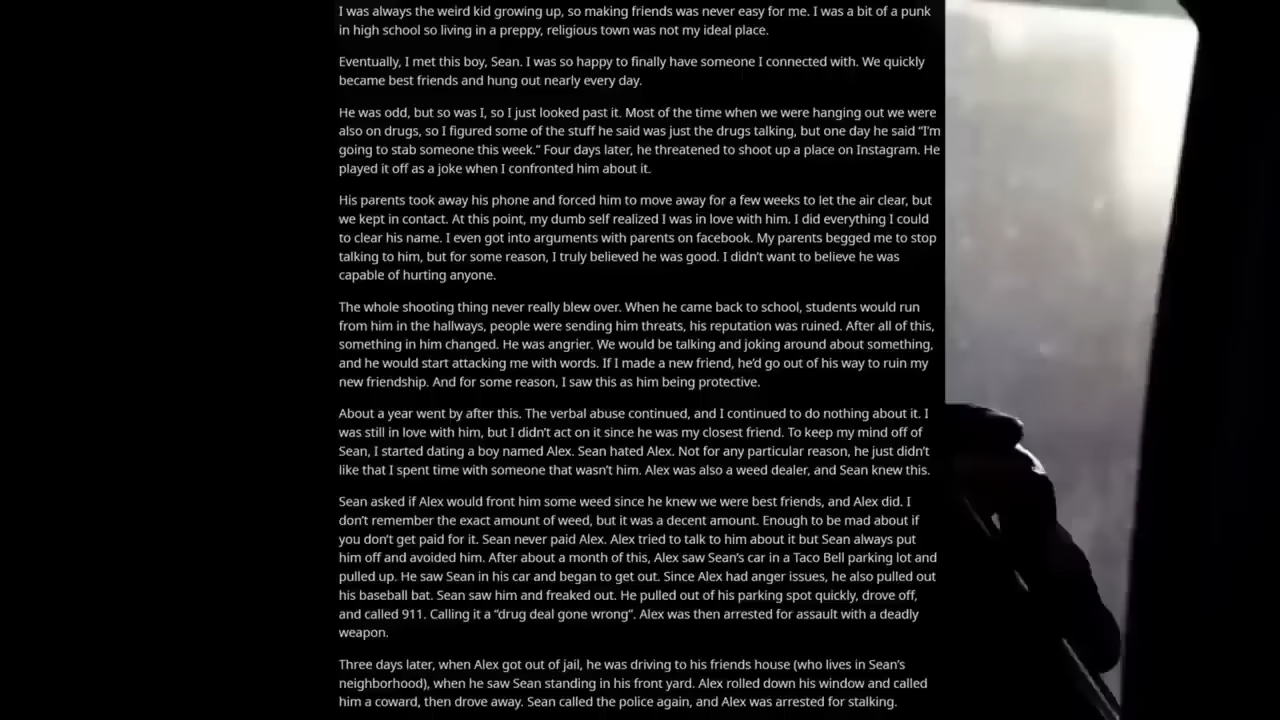 I was always the weird kid growing up, so making friends was never easy for me. I was a bit of a punk
in high school so living in a preppy, religious town was not my ideal place.
Eventually, I met this boy, Sean. I was so happy to finally have someone I connected with. We quickly
became best friends and hung out nearly every day.
He was odd, but so was I, so I just looked past it. Most of the time when we were hanging out we were
also on drugs, so I figured some of the stuff he said was just the drugs talking, but one day he said “I’m
going to stab someone this week.” Four days later, he threatened to shoot up a place on Instagram. He
played it off as a joke when I confronted him about it.
His parents took away his phone and forced him to move away for a few weeks to let the air clear, but
we kept in contact. At this point, my dumb self realized I was in love with him. I did everything I could
to clear his name. I even got into arguments with parents on facebook. My parents begged me to stop
talking to him, but for some reason, I truly believed he was good. I didn’t want to believe he was
capable of hurting anyone.
The whole shooting thing never really blew over. When he came back to school, students would run
from him in the hallways, people were sending him threats, his reputation was ruined. After all of this,
something in him changed. He was angrier. We would be talking and joking around about something,
and he would start attacking me with words. If I made a new friend, he’d go out of his way to ruin my
new friendship. And for some reason, I saw this as him being protective.
About a year went by after this. The verbal abuse continued, and I continued to do nothing about it. I
was still in love with him, but I didn’t act on it since he was my closest friend. To keep my mind off of
Sean, I started dating a boy named Alex. Sean hated Alex. Not for any particular reason, he just didn’t
like that I spent time with someone that wasn’t him. Alex was also a weed dealer, and Sean knew this.
Sean asked if Alex would front him some weed since he knew we were best friends, and Alex did. I
don’t remember the exact amount of weed, but it was a decent amount. Enough to be mad about if
you don’t get paid for it. Sean never paid Alex. Alex tried to talk to him about it but Sean always put
him off and avoided him. After about a month of this, Alex saw Sean’s car in a Taco Bell parking lot and
pulled up. He saw Sean in his car and began to get out. Since Alex had anger issues, he also pulled out
his baseball bat. Sean saw him and freaked out. He pulled out of his parking spot quickly, drove off,
and called 911. Calling it a “drug deal gone wrong”. Alex was then arrested for assault with a deadly
weapon.
Three days later, when Alex got out of jail, he was driving to his friends house (who lives in Sean’s
neighborhood), when he saw Sean standing in his front yard. Alex rolled down his window and called
him a coward, then drove away. Sean called the police again, and Alex was arrested for stalking.